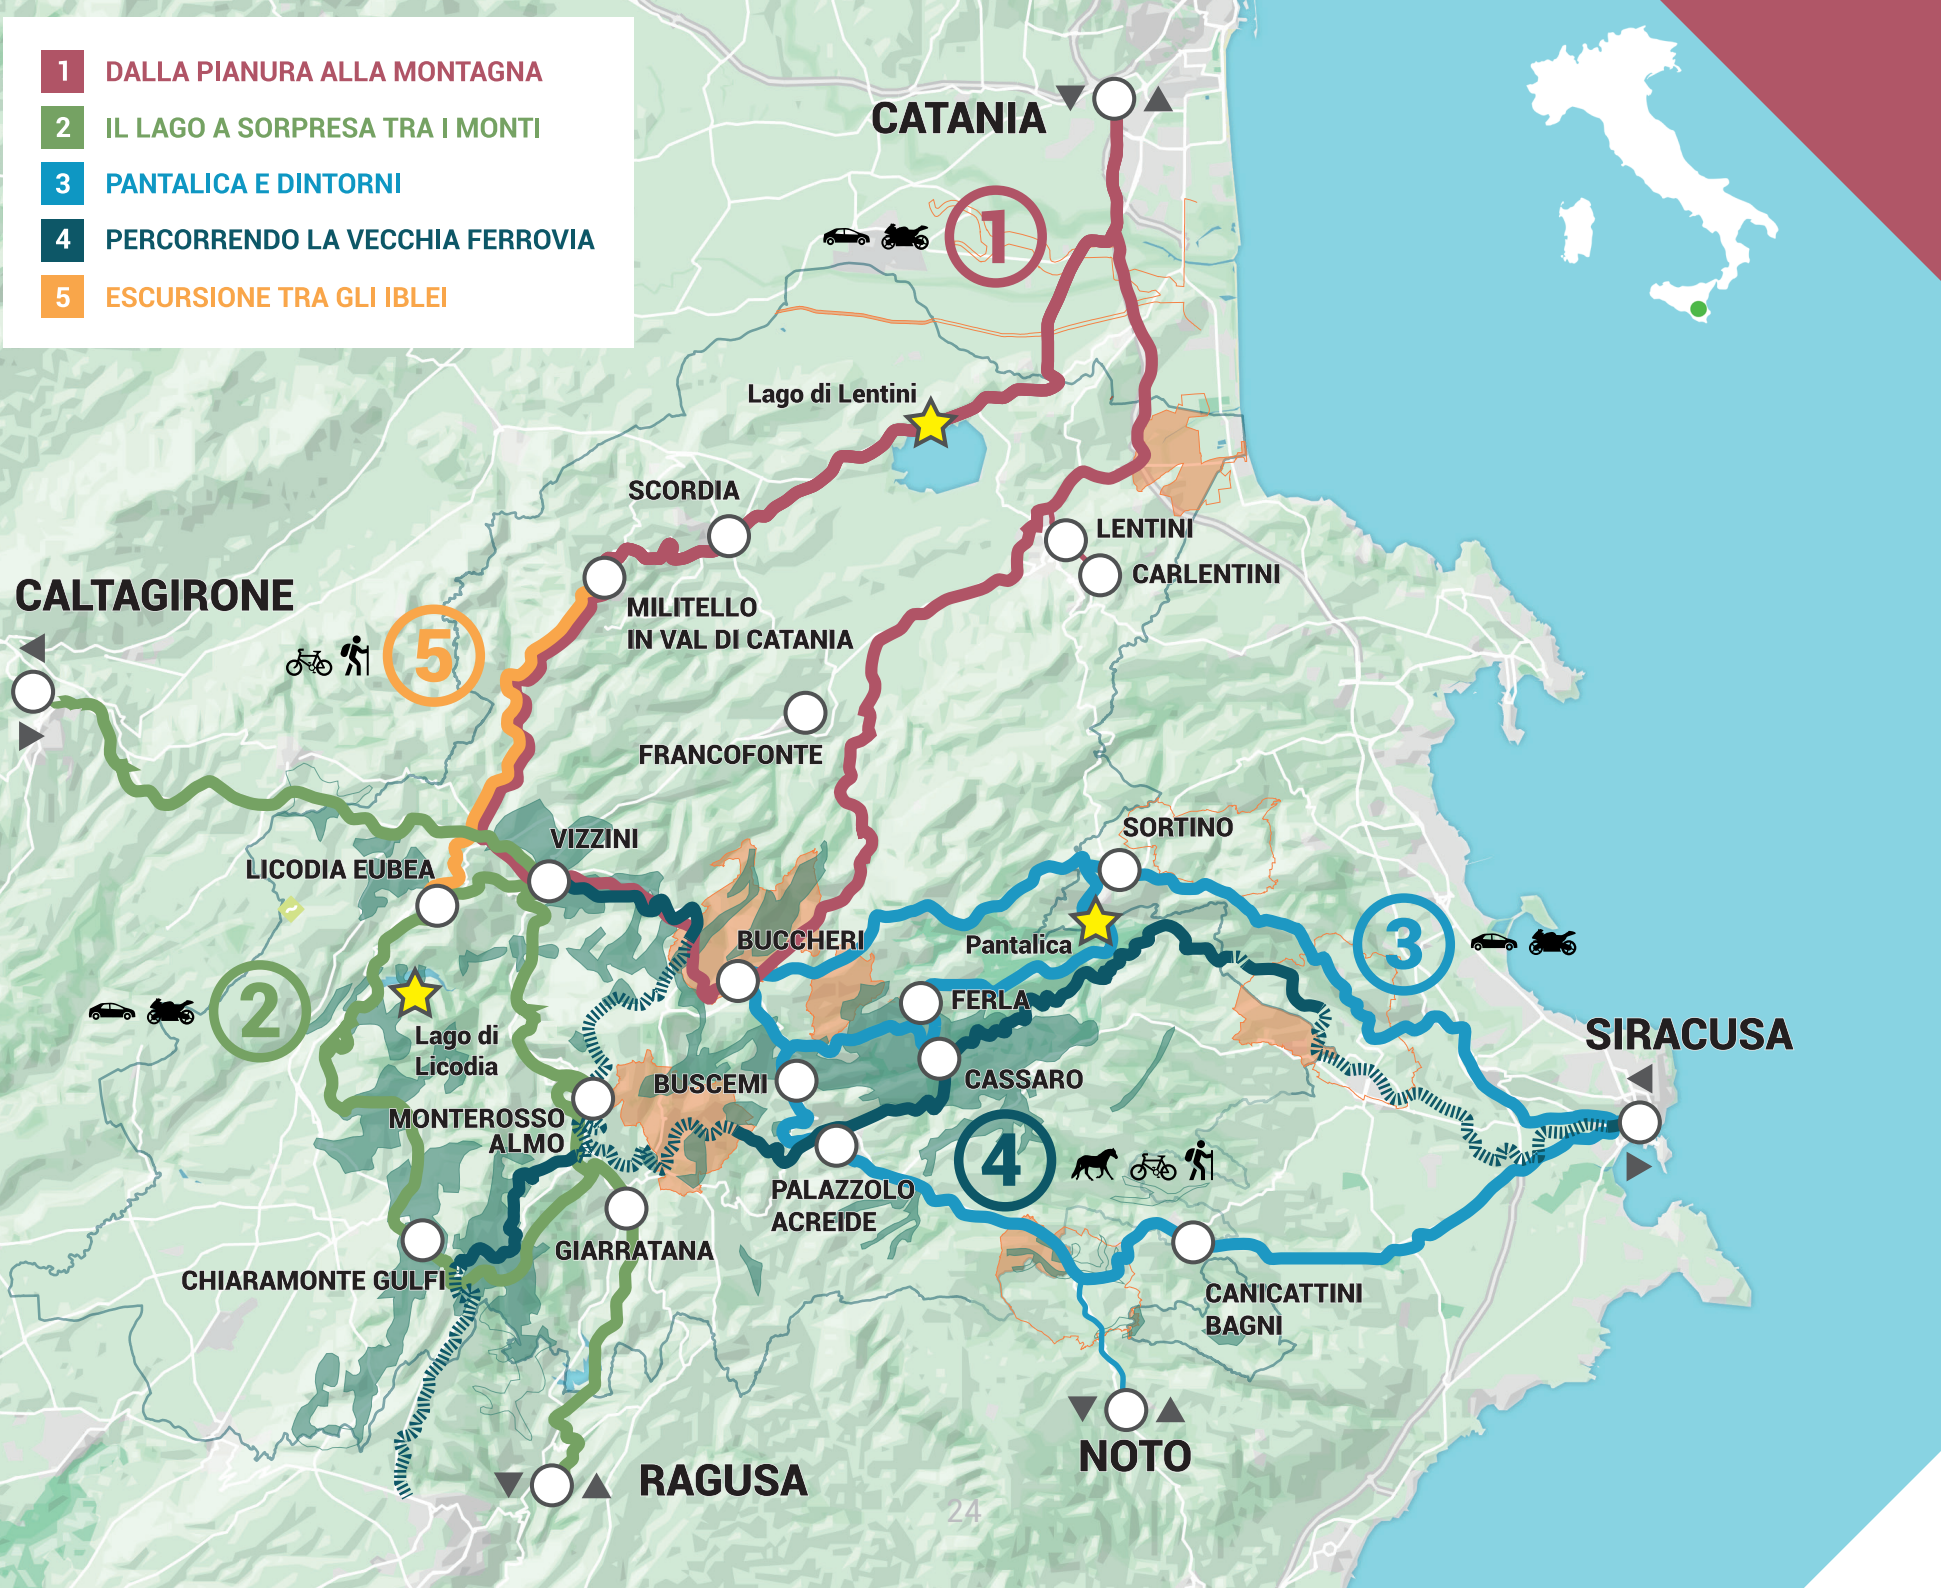 1 DALLA PIANURA ALLA MONTAGNA
2 IL LAGO A SORPRESA TRA I MONTI
3 PANTALICA E DINTORNI
4 PERCORRENDO LA VECCHIA FERROVIA
5 ESCURSIONE TRA GLI IBLEI
CATANIA
1
Lago di Lentini
SCORDIA
LENTINI
CARLENTINI
CALTAGIRONE
MILITELLO
IN VAL DI CATANIA
5
FRANCOFONTE
VIZZINI
SORTINO
LICODIA EUBEA
BUCCHERI
Pantalica
3
2
FERLA
Lago di
Licodia
SIRACUSA
BUSCEMI
CASSARO
MONTEROSSO
ALMO
4
PALAZZOLO
ACREIDE
GIARRATANA
CHIARAMONTE GULFI
CANICATTINI
BAGNI
NOTO
RAGUSA
24